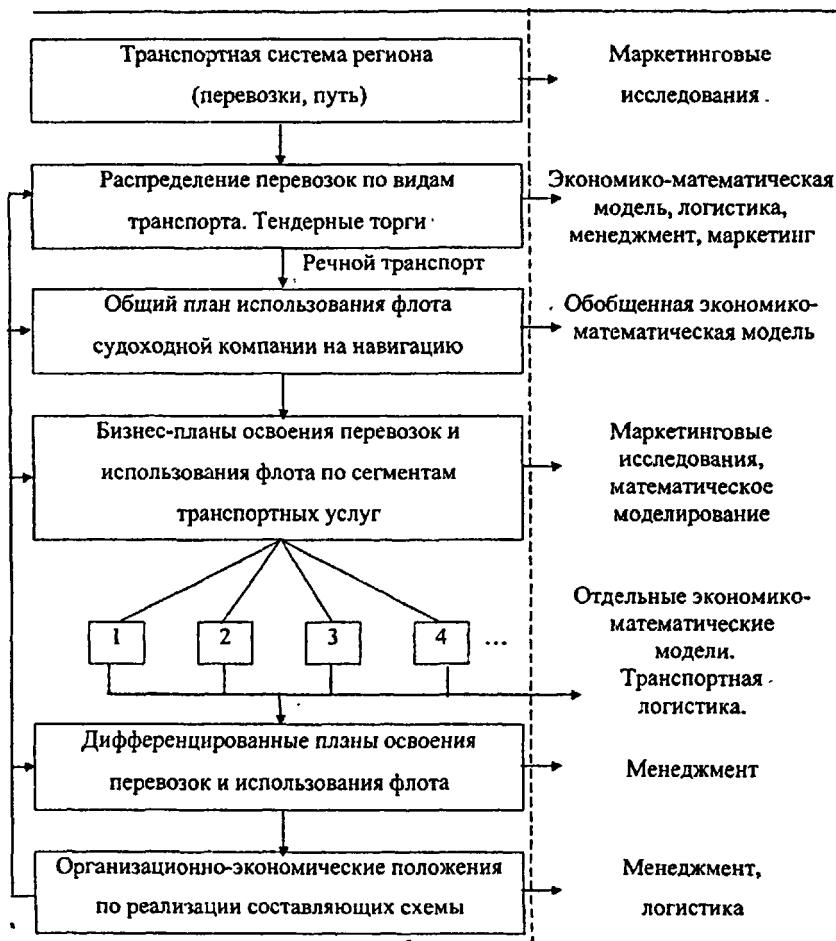 Транспортная система региона
(перевозки, путь)
Маркетинговые
исследования.
Распределение перевозок по видам
транспорта. Тендерные торги
Экономико-математическая
модель, логистика,
менеджмент, маркетинг
Речной транспорт
Общий план использования флота
судоходной компании на навигацию
Обобщенная экономико-
математическая модель
Бизнес-планы освоения перевозок и
использования флота по сегментам
транспортных услуг
Маркетинговые
исследования,
математическое
моделирование
1 2 3 4 ...
Отдельные экономико-
математические
модели.
Транспортная
логистика.
Дифференцированные планы освоения
перевозок и использования флота
Менеджмент
Организационно-экономические положения
по реализации составляющих схемы
Менеджмент,
логистика